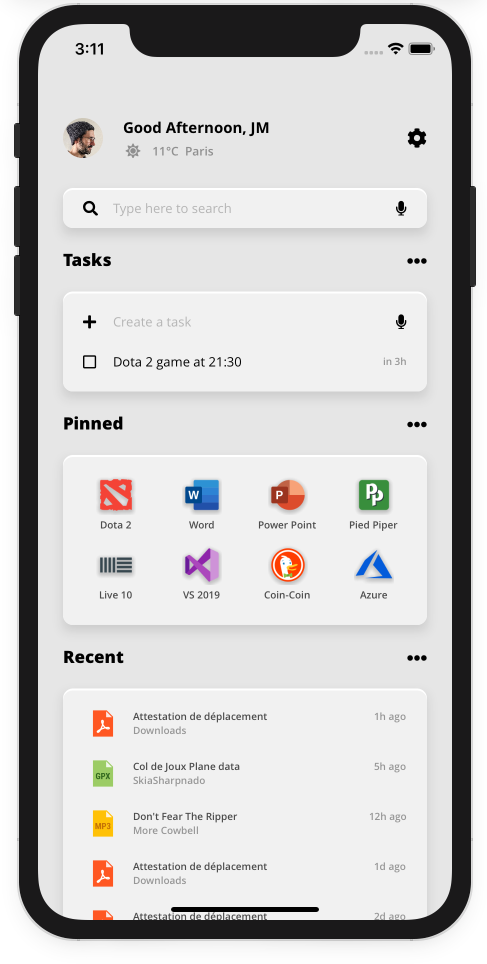 3:11
Good Afternoon, JM
11°C Paris
Type here to search
Tasks
Create a task
Dota 2 game at 21:30
in 3h
Pinned
W
P
PP
Dota 2
Word
Power Point
Pied Piper
Live 10
VS 2019
Coin-Coin
Azure
Recent
Attestation de déplacement
1h ago
Downloads
GPX
Col de Joux Plane data
5h ago
SkiaSharpnado
MP3
Don't Fear The Ripper
12h ago
More Cowbell
Attestation de déplacement
1d ago
Downloads
Attestation de déplacement
2d ago